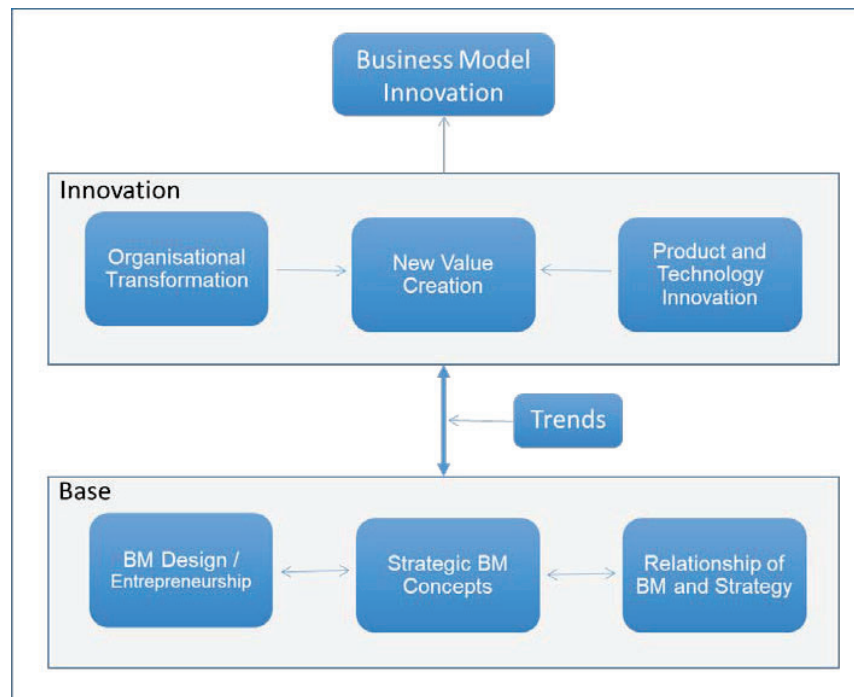 Business Model
Innovation
Innovation
Organisational
Transformation
New Value
Creation
Product and
Technology
Innovation
Trends
Base
BM Design /
Entrepreneurship
Strategic BM
Concepts
Relationship of
BM and Strategy